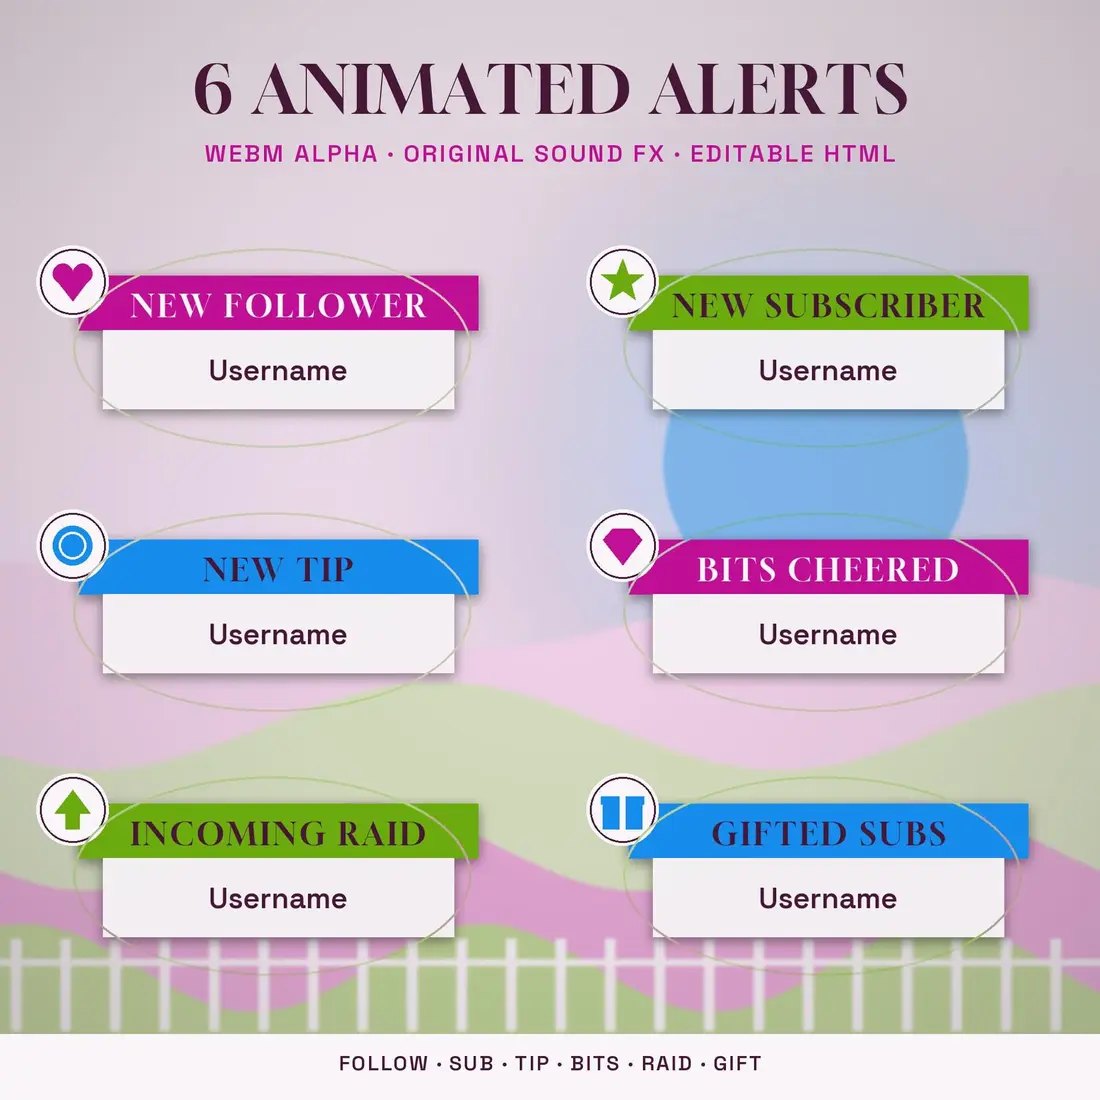 6 ANIMATED ALERTS
WEBM ALPHA · ORIGINAL SOUND FX · EDITABLE HTML
NEW FOLLOWER
Username
NEW SUBSCRIBER
Username
NEW TIP
Username
BITS CHEERED
Username
INCOMING RAID
Username
GIFTED SUBS
Username
FOLLOW · SUB · TIP · BITS · RAID · GIFT